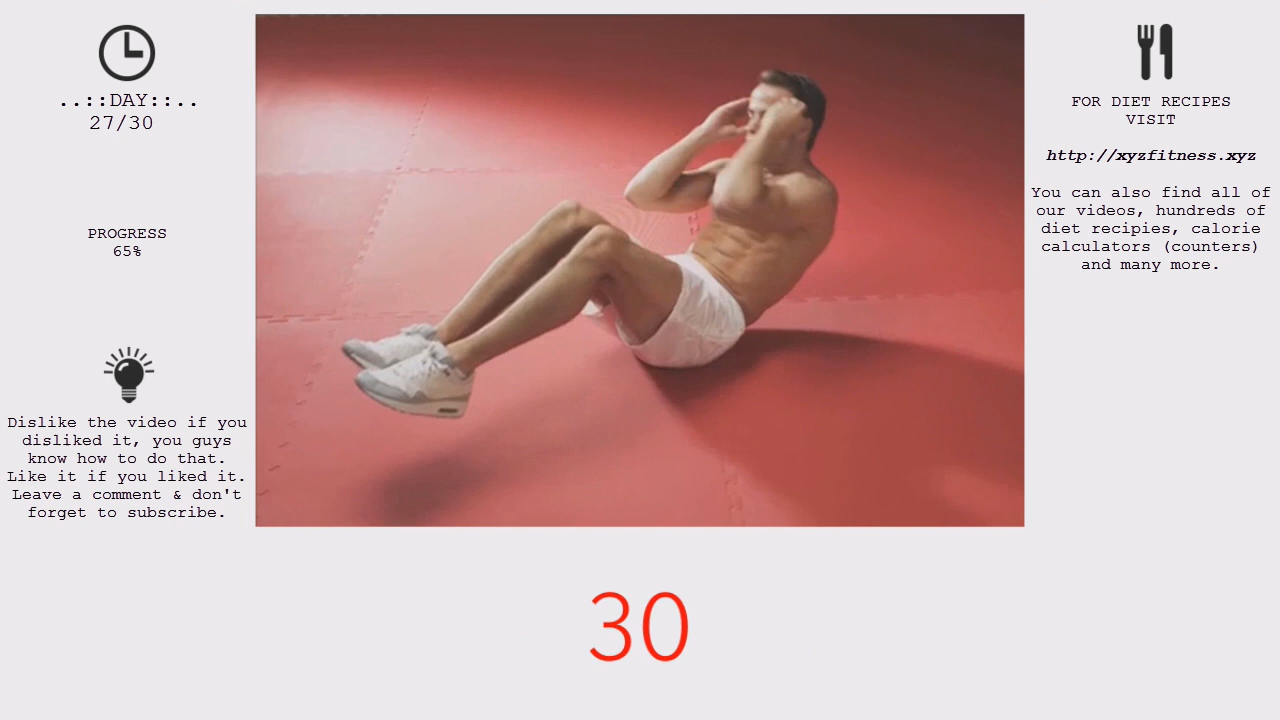 ..::DAY::..
27/30
PROGRESS
65%
Dislike the video if you
disliked it, you guys
know how to do that.
Like it if you liked it.
Leave a comment & don't
forget to subscribe.
30
FOR DIET RECIPES
VISIT
http://xyzfitness.xyz
You can also find all of
our videos, hundreds of
diet recipies, calorie
calculators (counters)
and many more.